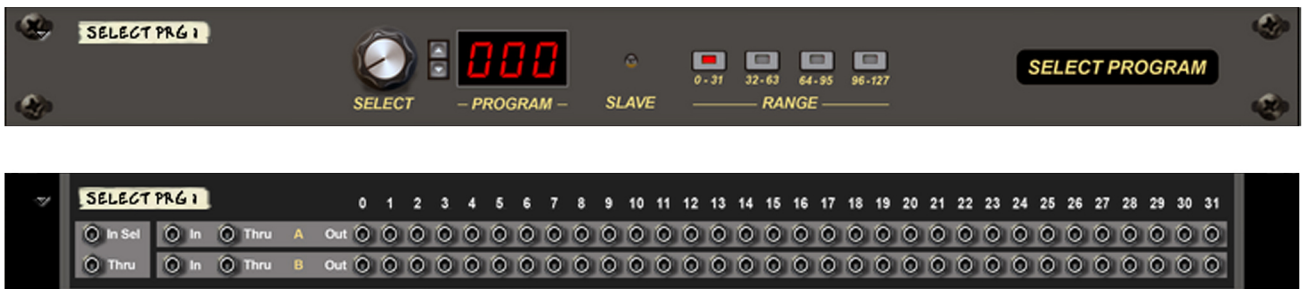 SELECT PRG 1
000
0-31 32-63 64-95 96-127
SELECT PROGRAM
SELECT – PROGRAM – SLAVE RANGE
SELECT PRG 1
0 1 2 3 4 5 6 7 8 9 10 11 12 13 14 15 16 17 18 19 20 21 22 23 24 25 26 27 28 29 30 31
In Sel In Thru A Out
Thru In Thru B Out